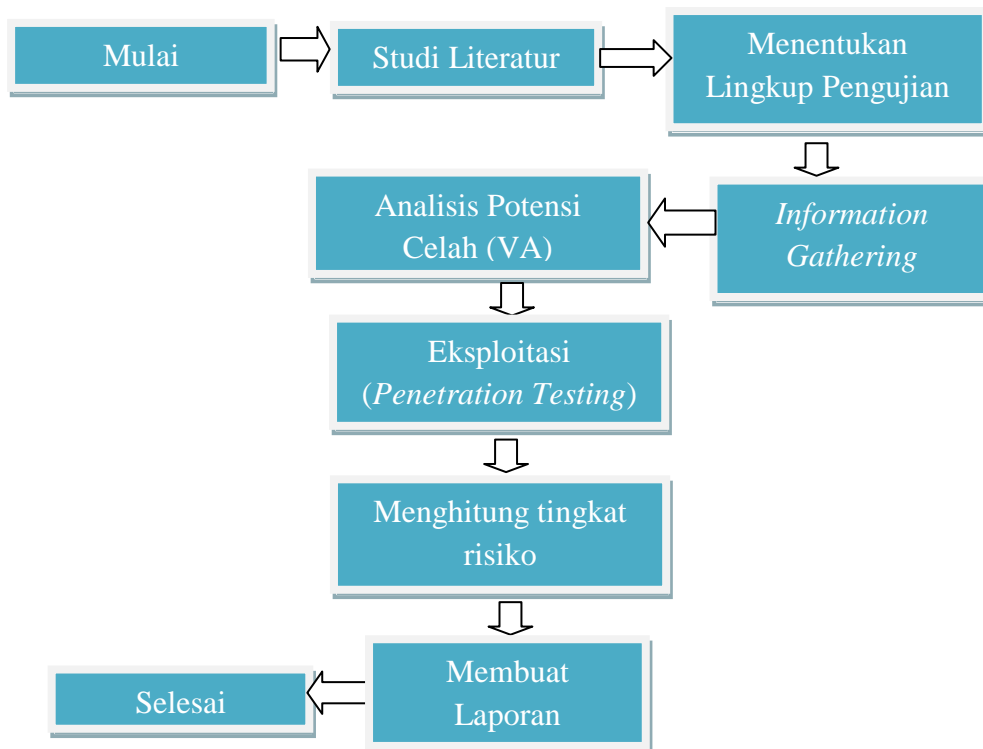 Mulai
Studi Literatur
Menentukan
Lingkup Pengujian
Information
Gathering
Analisis Potensi
Celah (VA)
Eksploitasi
(Penetration Testing)
Menghitung tingkat
risiko
Membuat
Laporan
Selesai